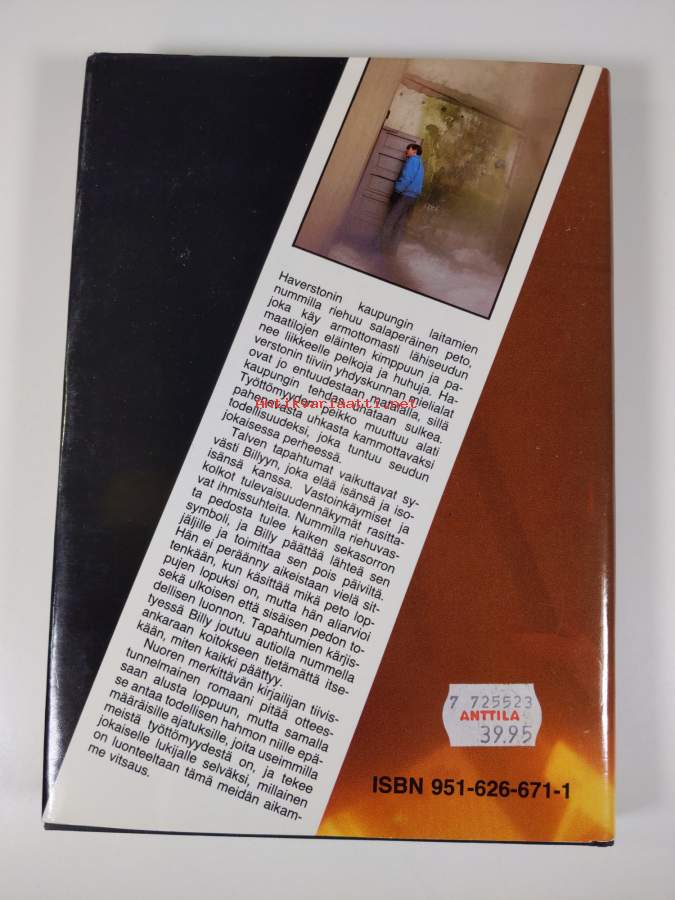 Haverstonin kaupungin laitamien
nummilla riehuu salaperäinen peto,
joka käy armottomasti lähiseudun
maatilojen eläinten kimppuun ja pa-
nee liikkeelle pelkoja ja huhuja. Ha-
verstonin tiiviin yhdyskunnan mielialat
ovat jo entuudestaan matalalla, sillä
kaupungin tehdas uhataan sulkea.
Työttömyyden peikko muuttuu alati
pahenevasta uhkasta kammottavaksi
todellisuudeksi, joka tuntuu seudun
jokaisessa perheessä.
Talven tapahtumat vaikuttavat sy-
västi Billyyn, joka elää isänsä ja iso-
isänsä kanssa. Vastoinkäymiset ja
kolkot tulevaisuudennäkymät rasitta-
vat ihmissuhteita. Nummilla riehuvas-
ta pedosta tulee kaiken sekasorron
symboli, ja Billy päättää lähteä sen
jäljille ja toimittaa sen pois päiviltä.
Hän ei peräänny aikeistaan vielä sit-
tenkään, kun käsittää mikä peto lop-
pujen lopuksi on, mutta hän aliarvioi
sekä ulkoisen että sisäisen pedon to-
dellisen luonnon. Tapahtumien kärjis-
tyessä Billy joutuu autiolla nummella
ankaraan koitokseen tietämättä itse-
kään, miten kaikki päättyy.
Nuoren merkittävän kirjailijan tiivis-
tunnelmainen romaani pitää ottees-
saan alusta loppuun, mutta samalla
se antaa todellisen hahmon niille epä-
määräisille ajatuksille, joita useimmilla
meistä työttömyydestä on, ja tekee
jokaiselle lukijalle selväksi, millainen
on luonteeltaan tämä meidän aikam-
me vitsaus.
Antikvariaatti.net
7 725523
ANTTILA
39.95
ISBN 951-626-671-1